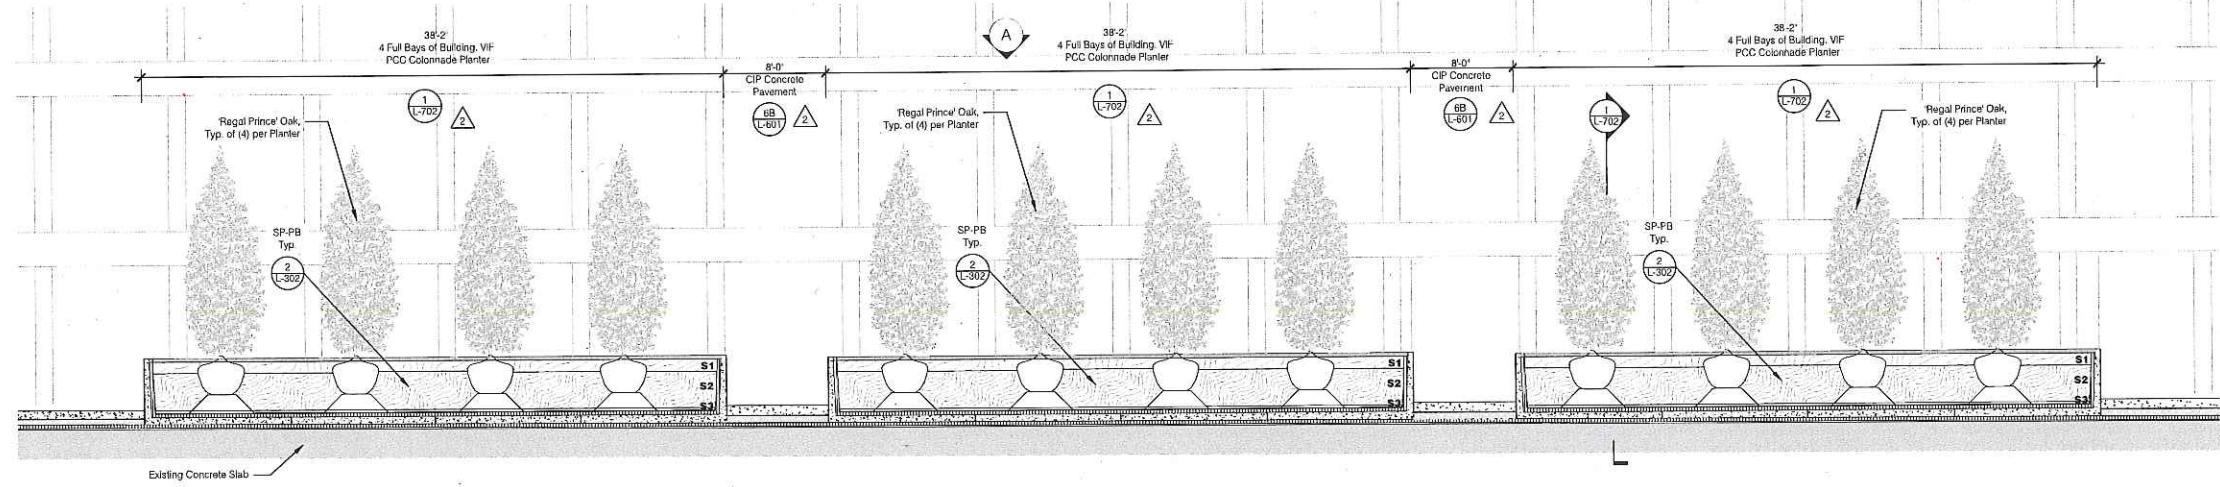 38'-2"
4 Full Bays of Building, VIF
PCC Colonnade Planter
8'-0"
CIP Concrete
Pavement
A
38'-2"
4 Full Bays of Building, VIF
PCC Colonnade Planter
8'-0"
CIP Concrete
Pavement
38'-2"
4 Full Bays of Building, VIF
PCC Colonnade Planter
1
L-702
2
6B
L-601
2
1
L-702
2
6B
L-601
2
1
L-702
1
L-702
2
'Regal Prince' Oak,
Typ. of (4) per Planter
'Regal Prince' Oak,
Typ. of (4) per Planter
'Regal Prince' Oak,
Typ. of (4) per Planter
SP-PB
Typ.
2
L-302
SP-PB
Typ.
2
L-302
SP-PB
Typ.
2
L-302
S1
S2
S3
S1
S2
S3
S1
S2
S3
Existing Concrete Slab